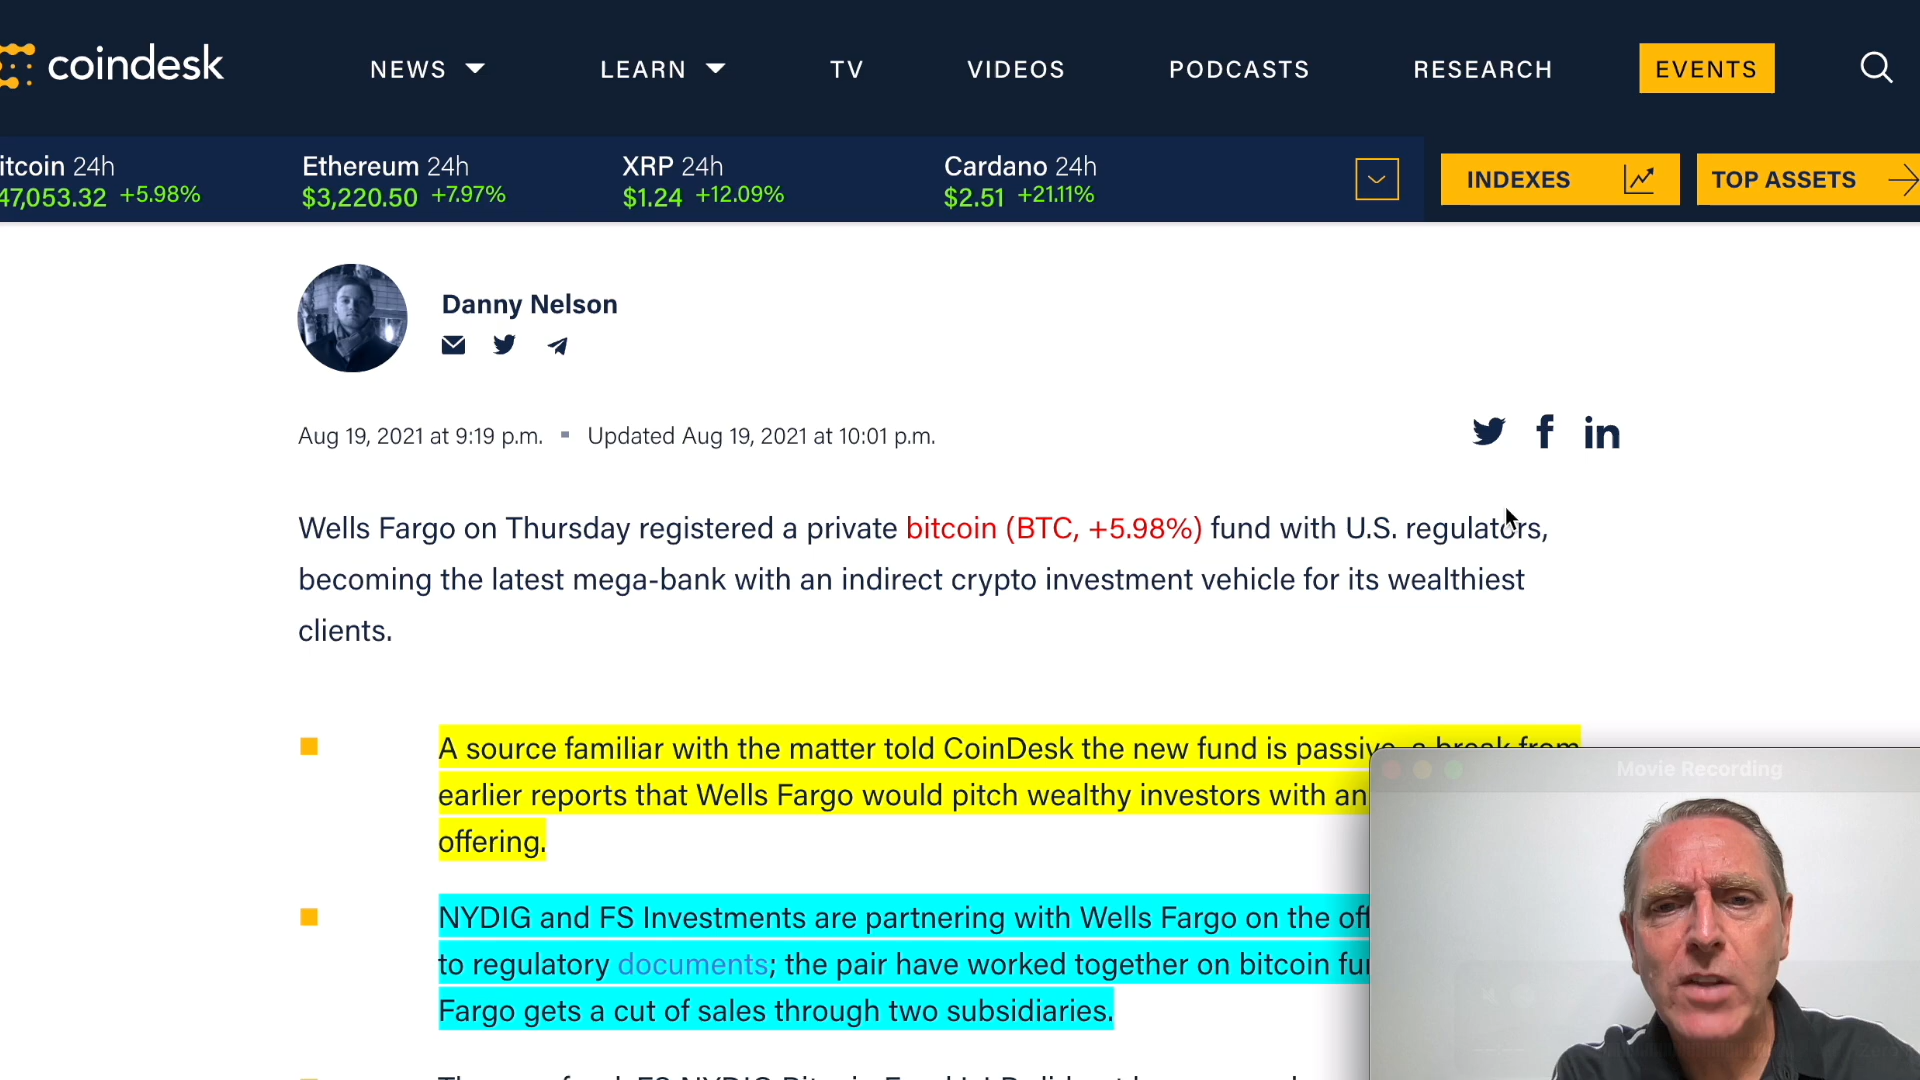 coindesk
NEWS
LEARN
TV
VIDEOS
PODCASTS
RESEARCH
EVENTS
itcoin 24h
47,053.32 +5.98%
Ethereum 24h
$3,220.50 +7.97%
XRP 24h
$1.24 +12.09%
Cardano 24h
$2.51 +21.11%
INDEXES
TOP ASSETS
Danny Nelson
Aug 19, 2021 at 9:19 p.m. ▪ Updated Aug 19, 2021 at 10:01 p.m.
f in
Wells Fargo on Thursday registered a private bitcoin (BTC, +5.98%) fund with U.S. regulators,
becoming the latest mega-bank with an indirect crypto investment vehicle for its wealthiest
clients.
A source familiar with the matter told CoinDesk the new fund is passive, a break from
earlier reports that Wells Fargo would pitch wealthy investors with an
offering.
NYDIG and FS Investments are partnering with Wells Fargo on the off
to regulatory documents; the pair have worked together on bitcoin fu
Fargo gets a cut of sales through two subsidiaries.
Movie Recording